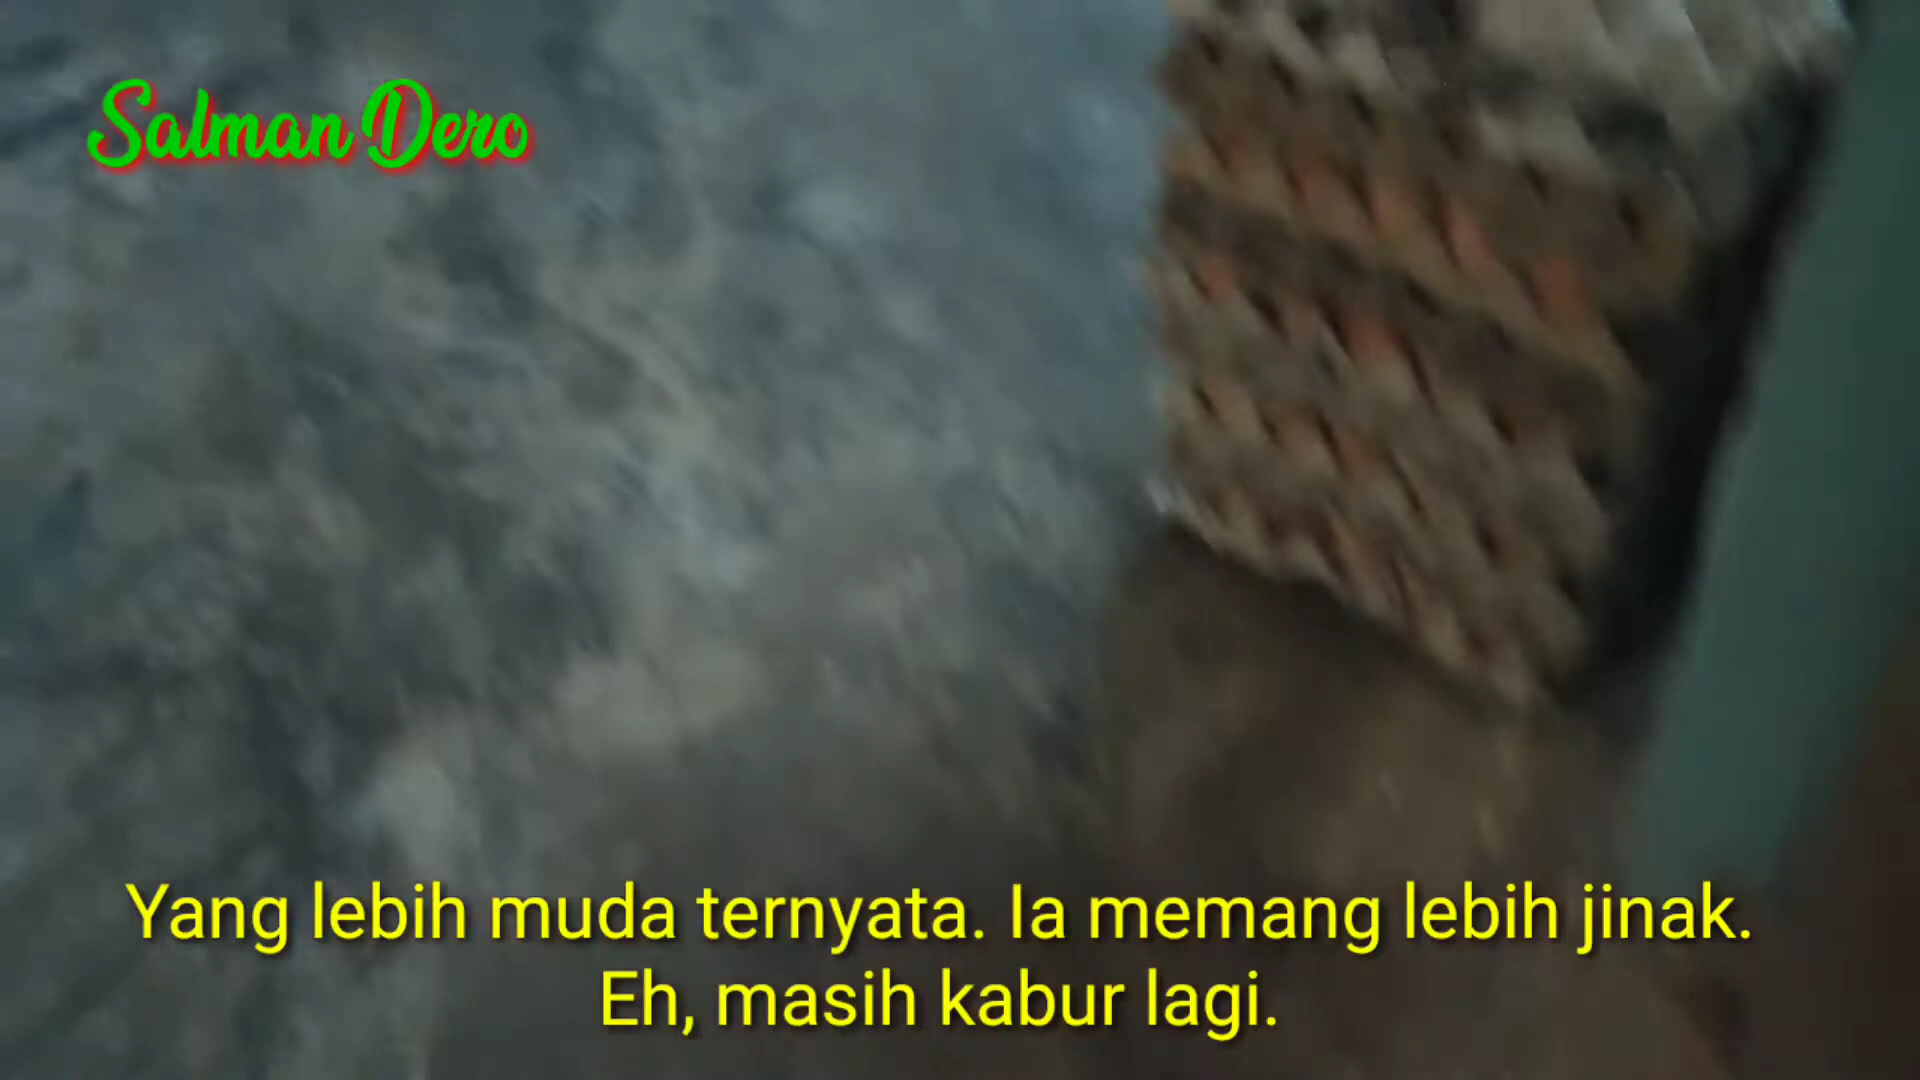 Salman Dero
Yang lebih muda ternyata. Ia memang lebih jinak.
Eh, masih kabur lagi.